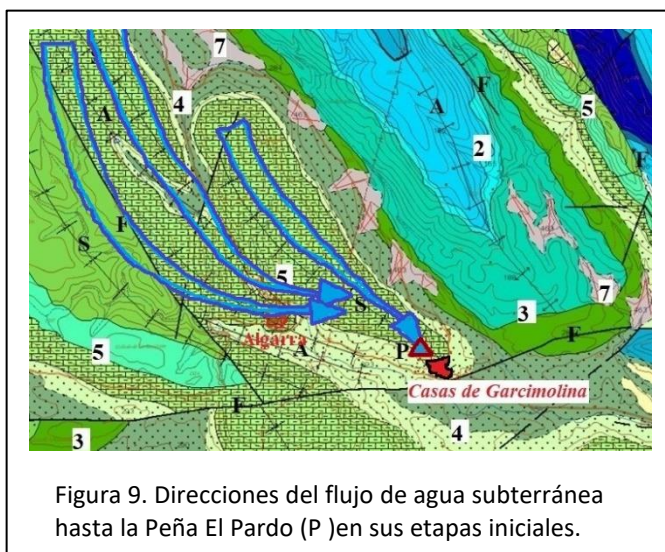 7
F
5
4
A
A
F
2
F
S
7
5
S
3
F
5
Algarra
A
P
F
Casas de Garcimolina
3
4
Figura 9. Direcciones del flujo de agua subterránea
hasta la Peña El Pardo (P )en sus etapas iniciales.